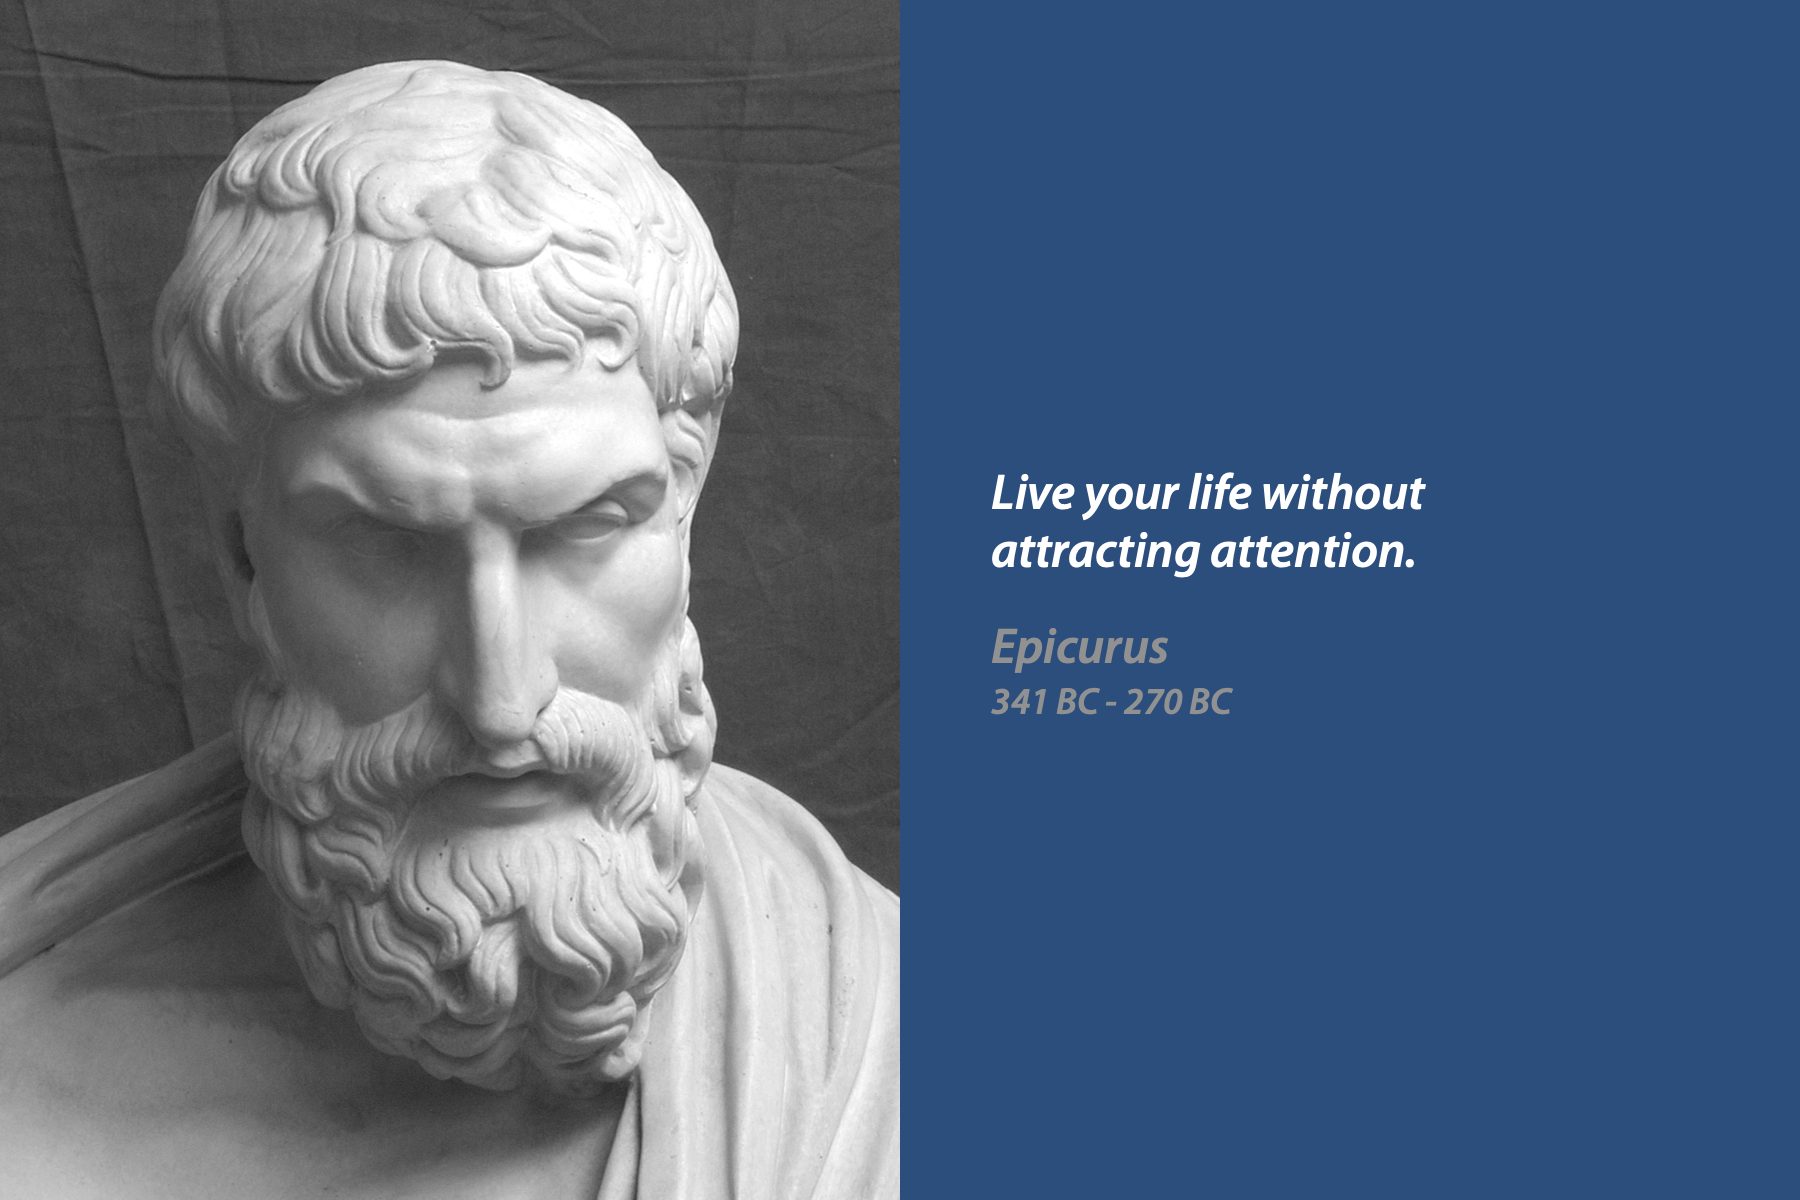 Live your life without
attracting attention.
Epicurus
341 BC - 270 BC